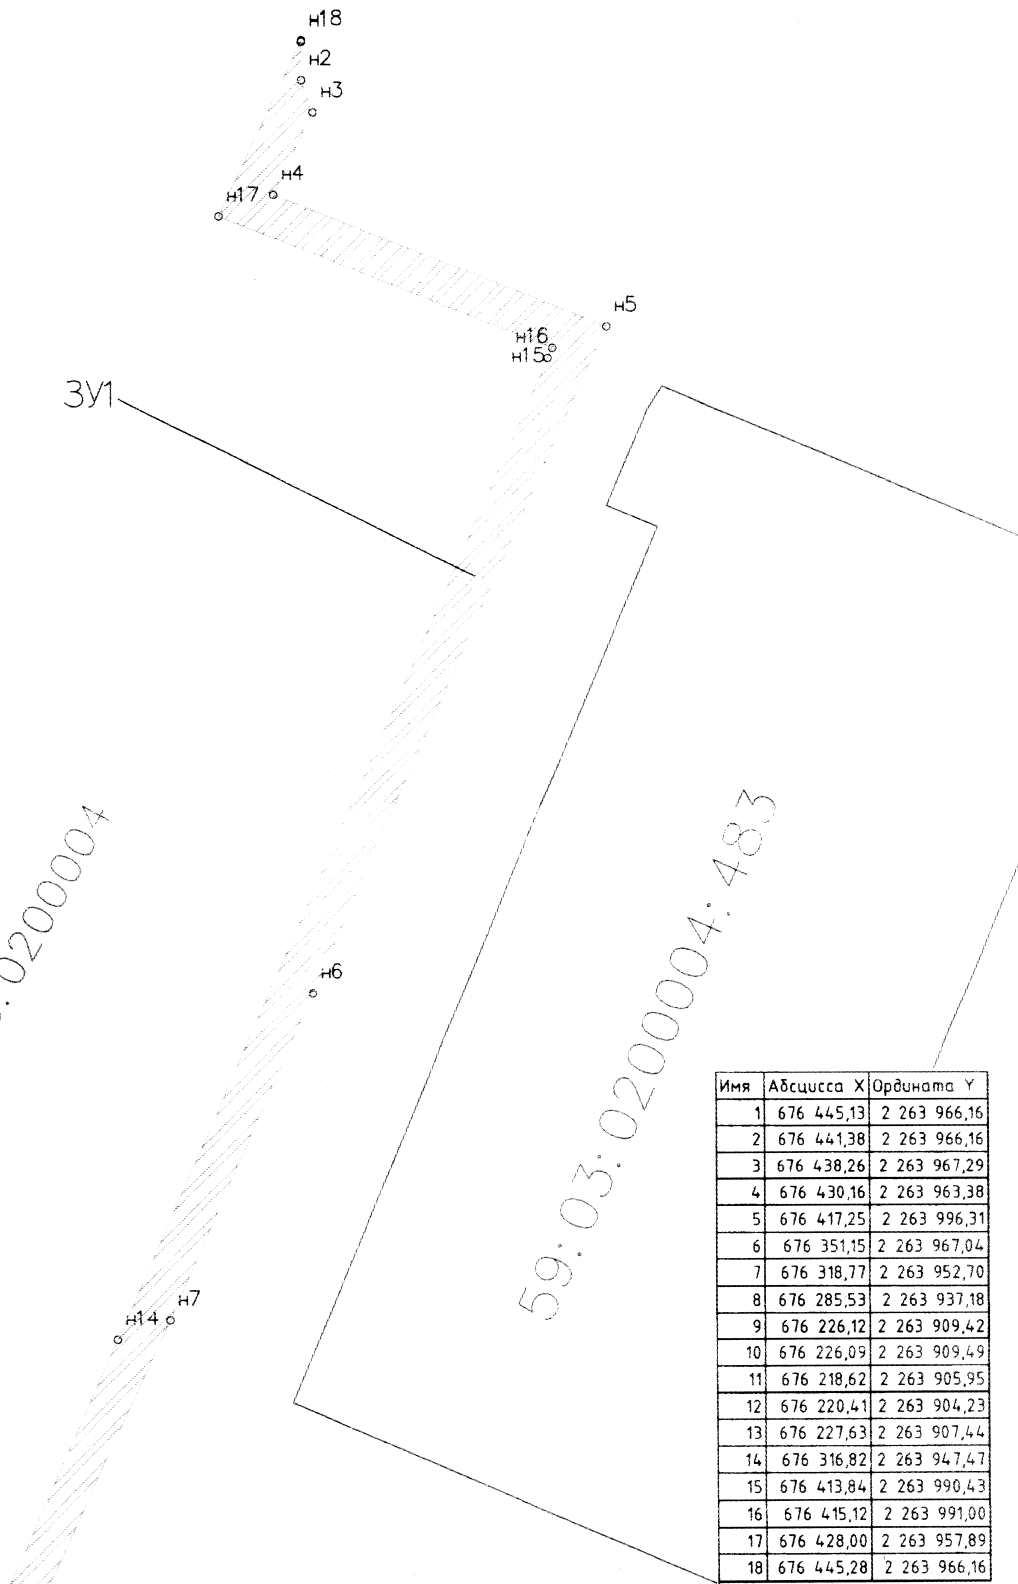 н18
н2
н3
н4
н17
н5
н16
н15
ЗУ1
: 0200004
59:03:0200004:483
н6
н7
н14
Имя Абсцисса X Ордината Y
1 676 445,13 2 263 966,16
2 676 441,38 2 263 966,16
3 676 438,26 2 263 967,29
4 676 430,16 2 263 963,38
5 676 417,25 2 263 996,31
6 676 351,15 2 263 967,04
7 676 318,77 2 263 952,70
8 676 285,53 2 263 937,18
9 676 226,12 2 263 909,42
10 676 226,09 2 263 909,49
11 676 218,62 2 263 905,95
12 676 220,41 2 263 904,23
13 676 227,63 2 263 907,44
14 676 316,82 2 263 947,47
15 676 413,84 2 263 990,43
16 676 415,12 2 263 991,00
17 676 428,00 2 263 957,89
18 676 445,28 2 263 966,16